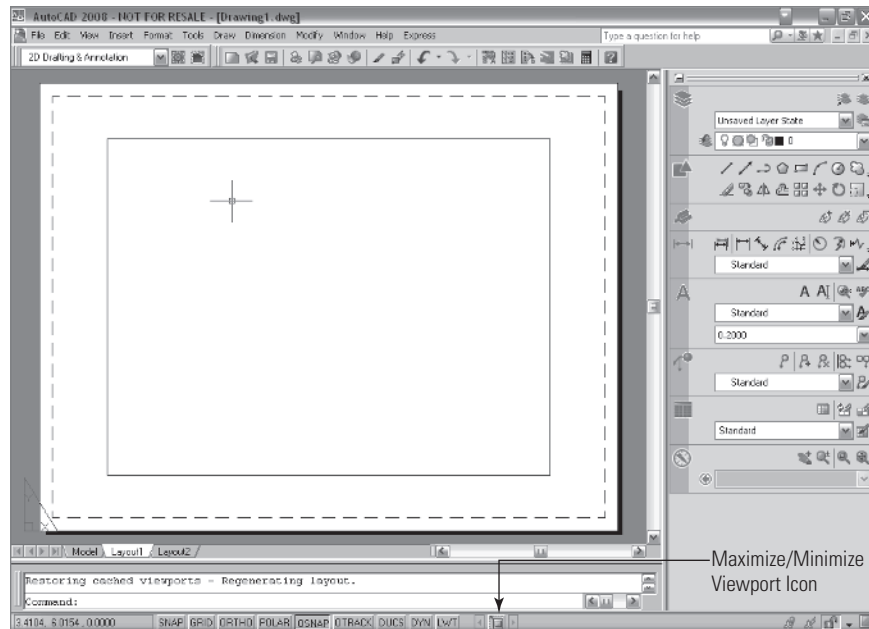 AutoCAD 2008 - NOT FOR RESALE - [Drawing1.dwg]
File Edit View Insert Format Tools Draw Dimension Modify Window Help Express
Type a question for help
2D Drafting & Annotation
Unsaved Layer State
0
Standard
A AI
Standard
0.2000
Standard
Standard
Model Layout1 Layout2
Maximize/Minimize
Viewport Icon
Restoring cached viewports - Regenerating layout.
Command:
3.4104, 6.0154, 0.0000 SNAP GRID ORTHO POLAR OSNAP OTRACK DUCS DYN LWT